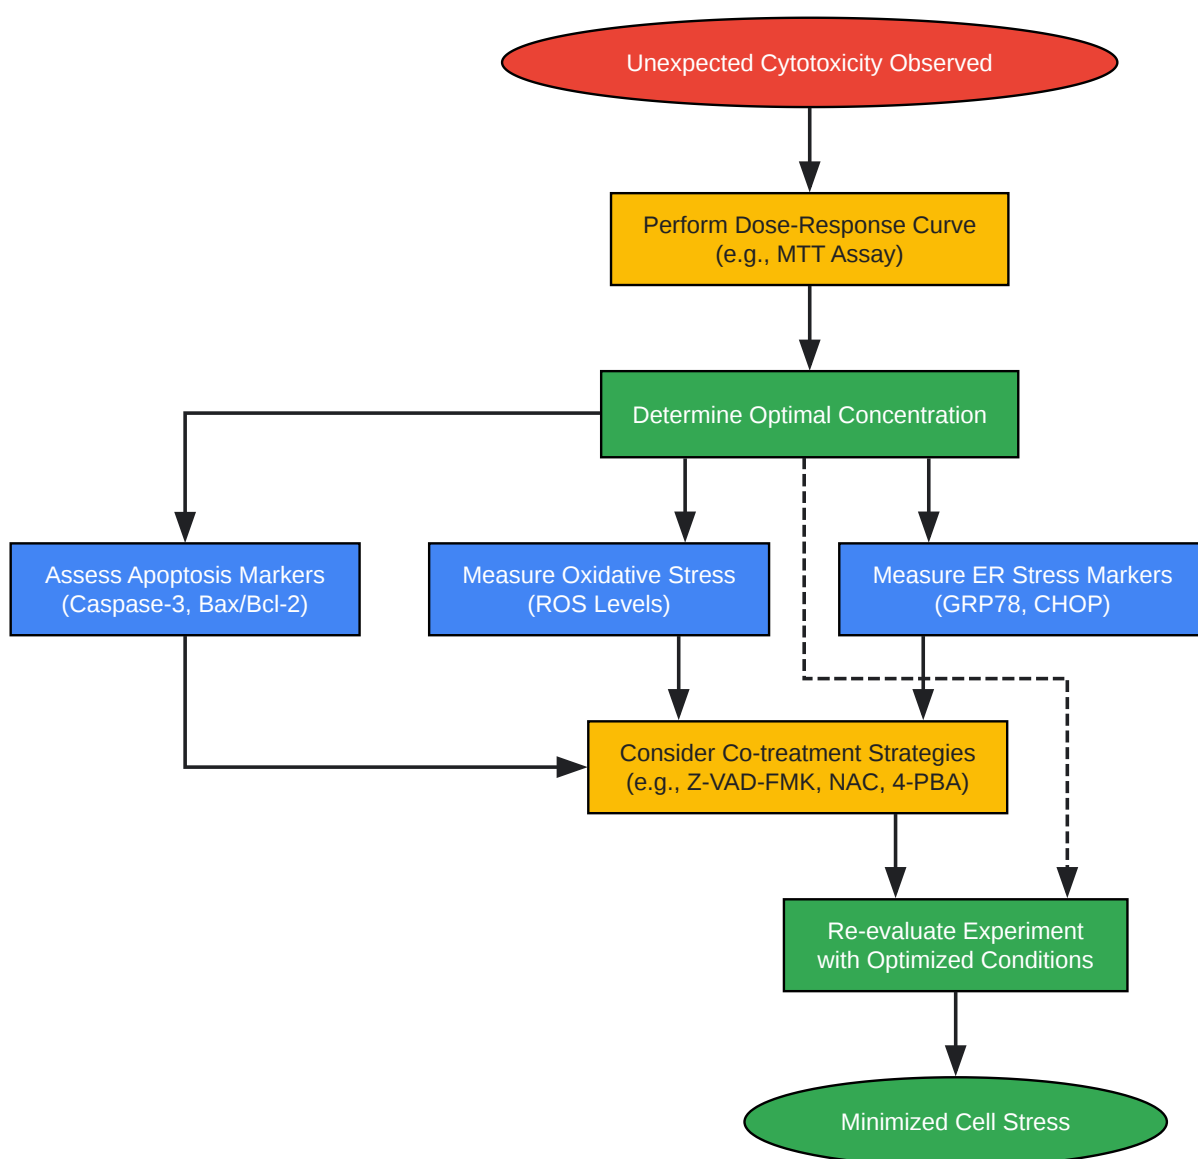 Unexpected Cytotoxicity Observed
Perform Dose-Response Curve
(e.g., MTT Assay)
Determine Optimal Concentration
Assess Apoptosis Markers
(Caspase-3, Bax/Bcl-2)
Measure Oxidative Stress
(ROS Levels)
Measure ER Stress Markers
(GRP78, CHOP)
Consider Co-treatment Strategies
(e.g., Z-VAD-FMK, NAC, 4-PBA)
Re-evaluate Experiment
with Optimized Conditions
Minimized Cell Stress